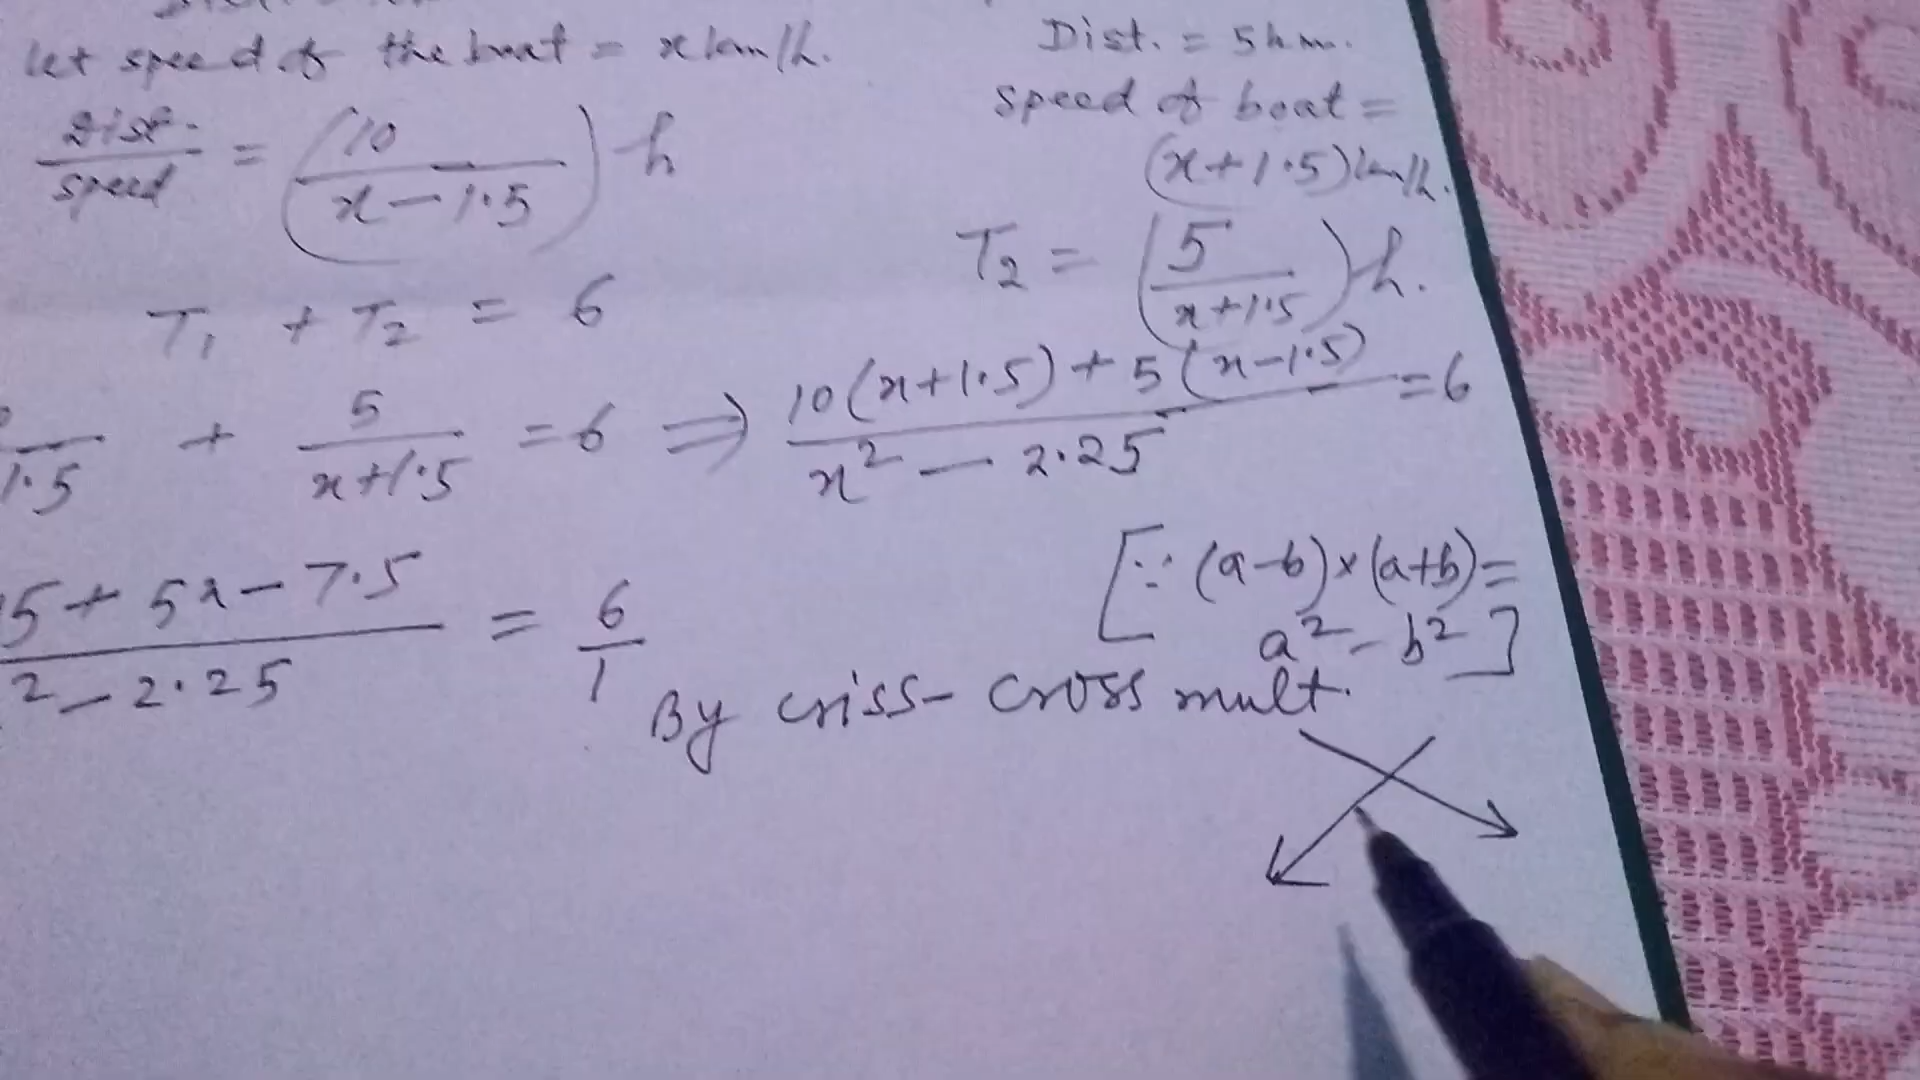 let speed of the boat = x km/h.
Dist. = 5 km.
speed of boat =
(x+1.5) km/h.
Dist. / speed = (10 / (x-1.5)) h
T2 = (5 / (x+1.5)) h.
T1 + T2 = 6
1.5 + 5 / (x+1.5) = 6 ⇒ (10(x+1.5) + 5(x-1.5)) / (x² - 2.25) = 6
[∵ (a-b)×(a+b)=
a² - b²]
5 + 5x - 7.5 / 2 - 2.25 = 6/1
By criss-cross mult.